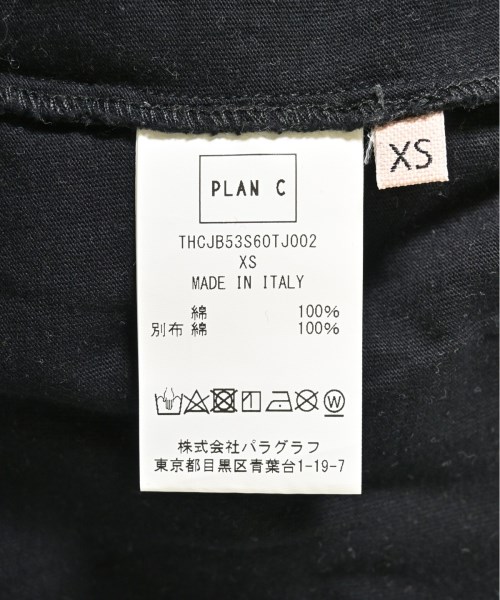 PLAN C
THCJB53S60TJ002
XS
MADE IN ITALY
綿 100%
別布 綿 100%
W
株式会社パラグラフ
東京都目黒区青葉台1-19-7
XS